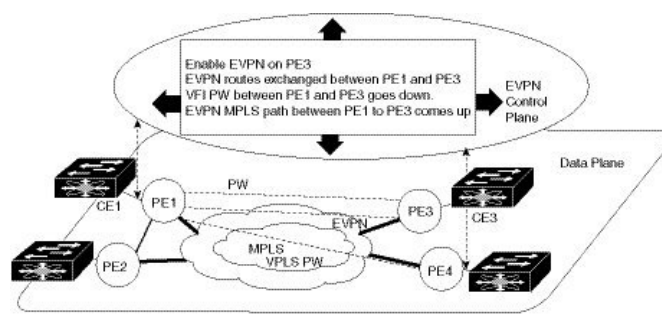 Enable EVPN on PE3
EVPN routes exchanged between PE1 and PE3
VFI PW between PE1 and PE3 goes down.
EVPN MPLS path between PE1 to PE3 comes up
EVPN
Control
Plane
Data Plane
CE1
PE1
PW
PE3
CE3
EVPN
MPLS
VPLS PW
PE2
PE4